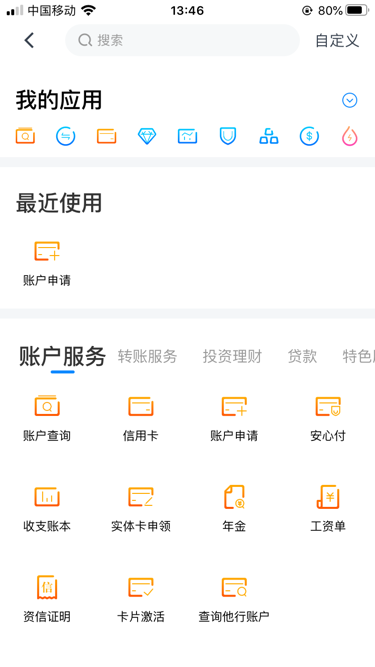 中国移动 13:46 80%
搜索 自定义
我的应用
最近使用
账户申请
账户服务 转账服务 投资理财 贷款 特色
账户查询 信用卡 账户申请 安心付
收支账本 实体卡申领 年金 工资单
资信证明 卡片激活 查询他行账户